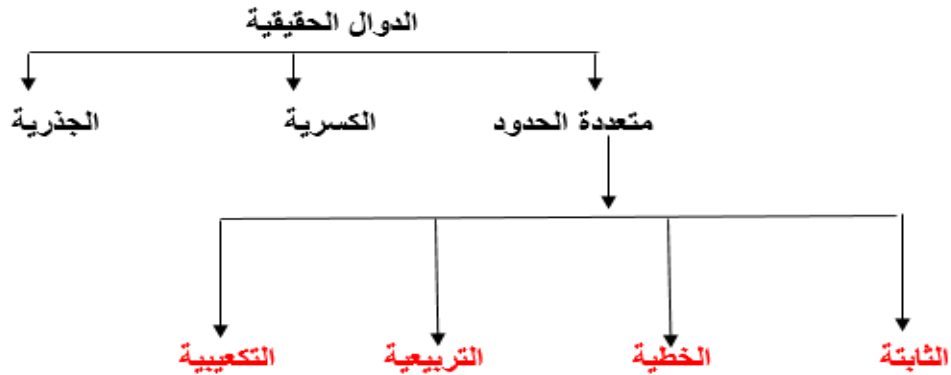 الدوال الحقيقية
متعددة الحدود الكسرية الجذرية
الثابتة الخطية التربيعية التكعيبية